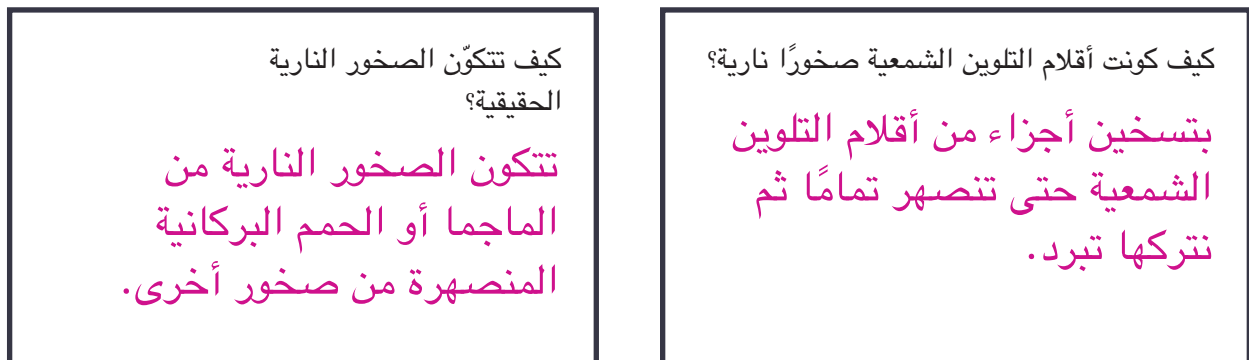 كيف كونت أقلام التلوين الشمعية صخورًا نارية؟
بتسخين أجزاء من أقلام التلوين
الشمعية حتى تنصهر تمامًا ثم
نتركها تبرد.
كيف تتكوّن الصخور النارية
الحقيقية؟
تتكون الصخور النارية من
الماجما أو الحمم البركانية
المنصهرة من صخور أخرى.